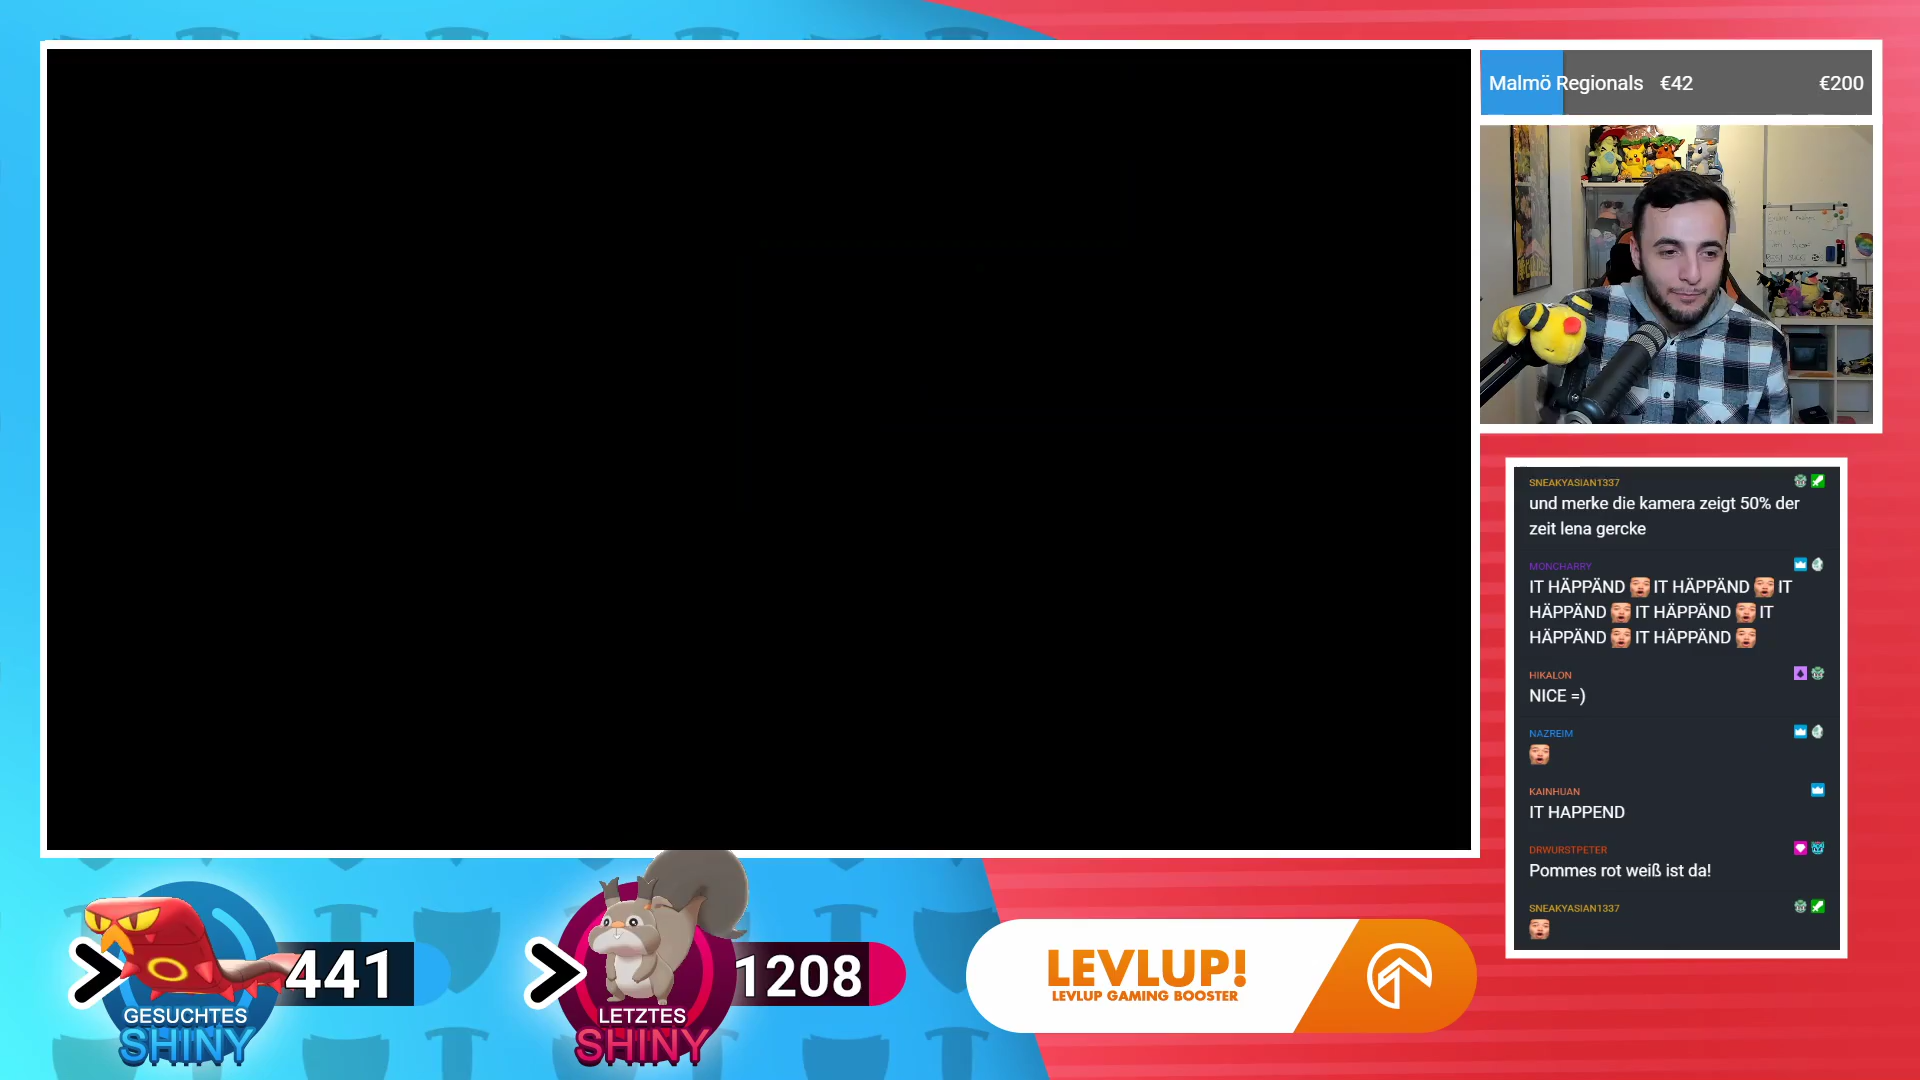 Malmö Regionals €42 €200
SNEAKYASIAN1337
und merke die kamera zeigt 50% der
zeit lena gercke
MONCHARRY
IT HÄPPÄND IT HÄPPÄND IT
HÄPPÄND IT HÄPPÄND IT
HÄPPÄND IT HÄPPÄND
HIKALON
NICE =)
NAZREIM
KAINHUAN
IT HAPPEND
DRWURSTPETER
Pommes rot weiß ist da!
SNEAKYASIAN1337
441
GESUCHTES
SHINY
1208
LETZTES
SHINY
LEVLUP!
LEVLUP GAMING BOOSTER